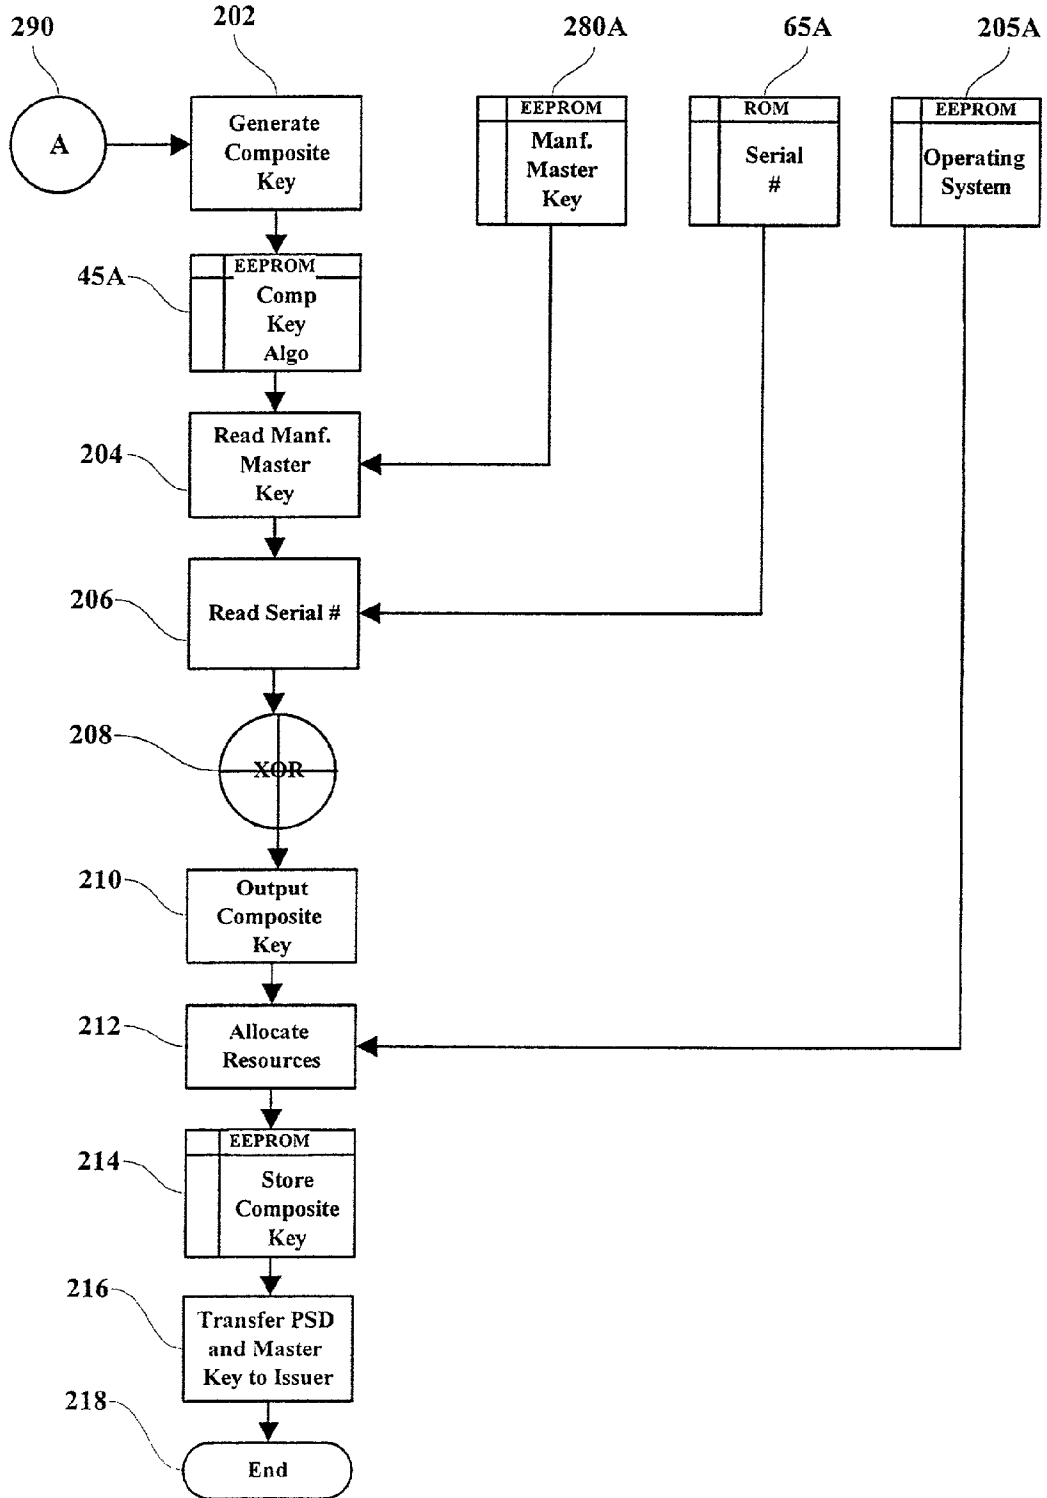 290
202
280A
65A
205A
A
Generate
Composite
Key
EEPROM
Manf.
Master
Key
ROM
Serial
#
EEPROM
Operating
System
45A
EEPROM
Comp
Key
Algo
204
Read Manf.
Master
Key
206
Read Serial #
208
XOR
210
Output
Composite
Key
212
Allocate
Resources
214
EEPROM
Store
Composite
Key
216
Transfer PSD
and Master
Key to Issuer
218
End